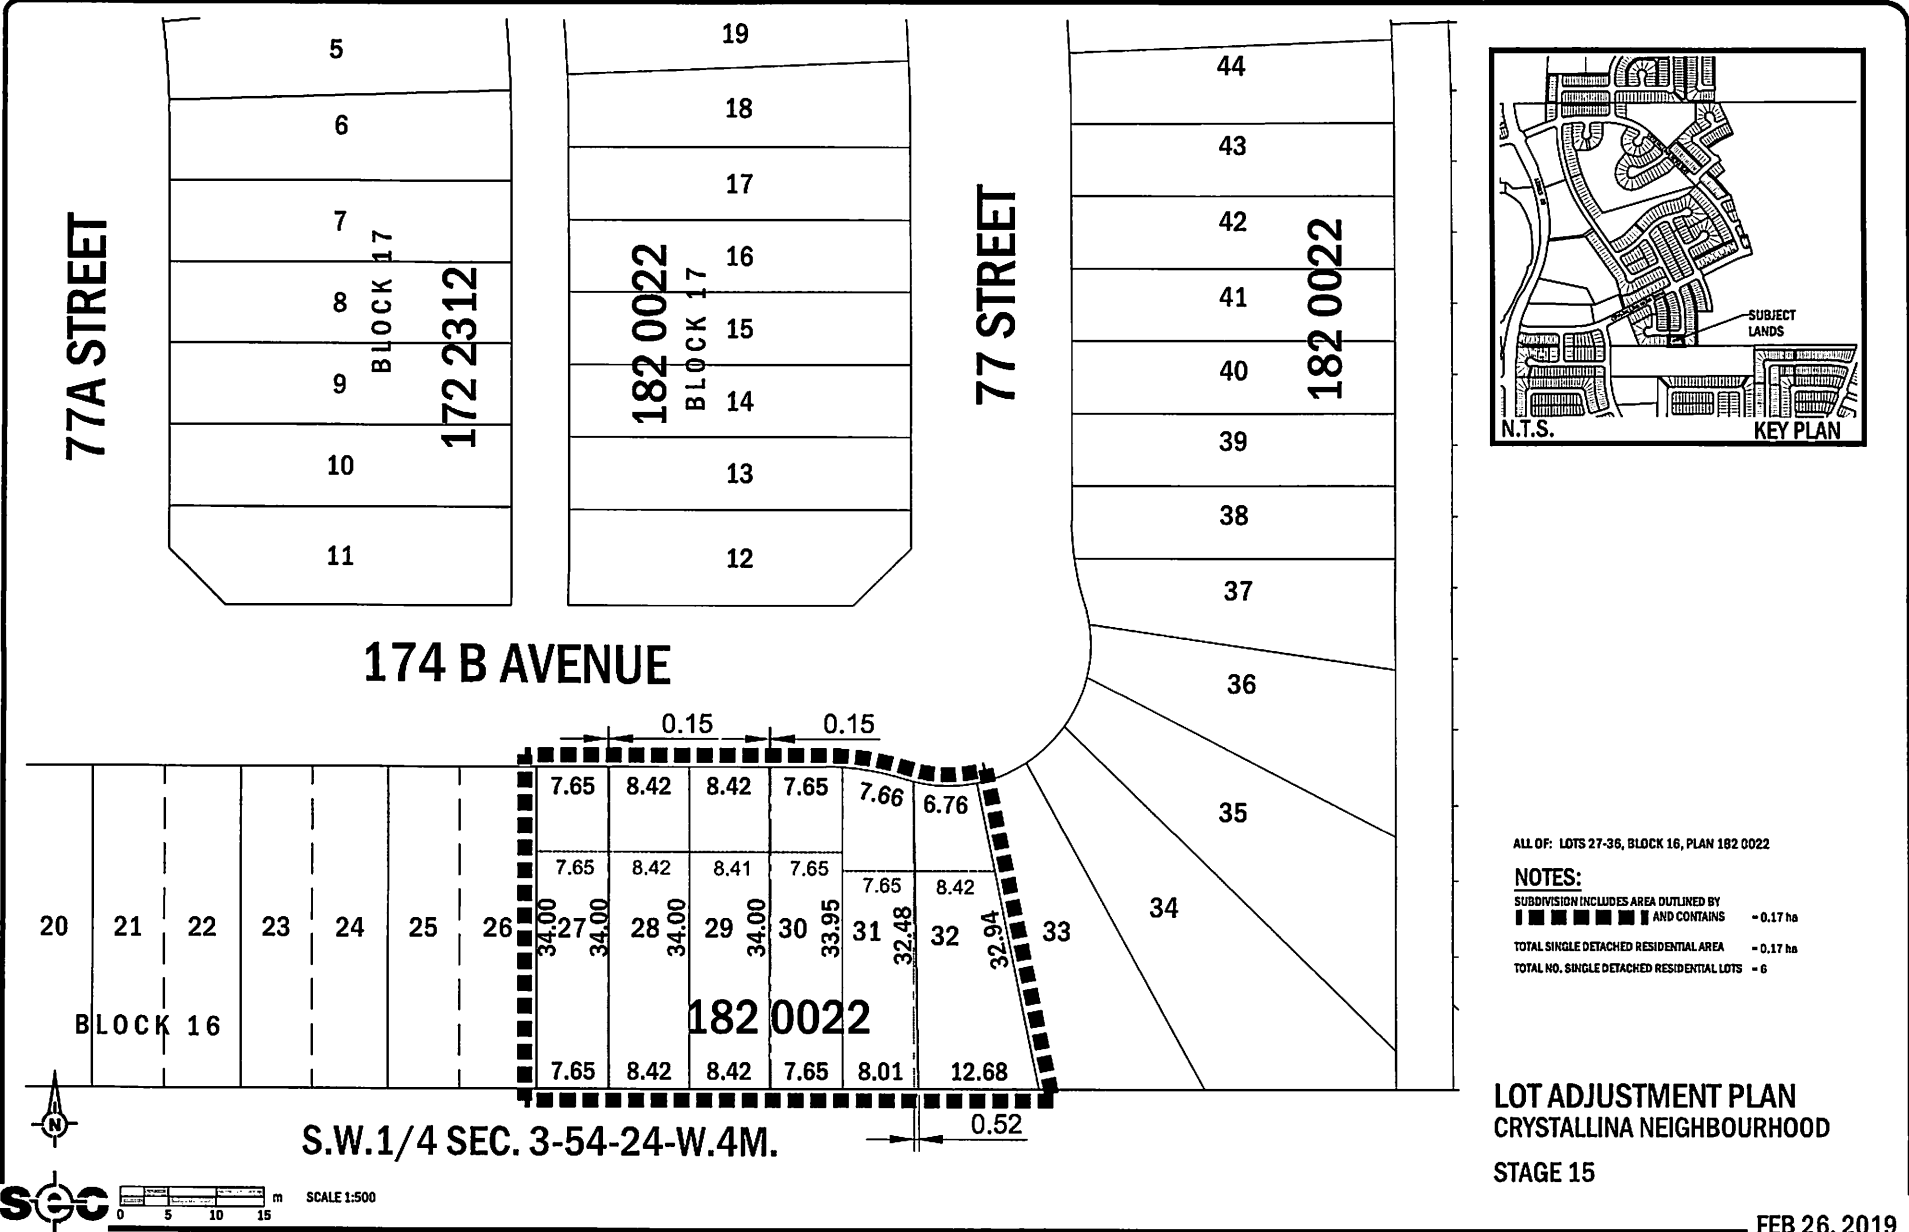 5
6
7
8
9
10
11
BLOCK 17
172 2312
77A STREET
19
18
17
16
15
14
13
12
182 0022
BLOCK 17
77 STREET
44
43
42
41
40
39
38
37
36
35
34
33
182 0022
SUBJECT
LANDS
N.T.S.
KEY PLAN
174 B AVENUE
0.15
0.15
7.65
8.42
8.42
7.65
7.66
6.76
7.65
8.42
8.41
7.65
7.65
8.42
20
21
22
23
24
25
26
34.00
27
34.00
28
34.00
29
34.00
30
33.95
31
32.48
32
32.94
182 0022
BLOCK 16
7.65
8.42
8.42
7.65
8.01
12.68
0.52
S.W.1/4 SEC. 3-54-24-W.4M.
ALL OF: LOTS 27-36, BLOCK 16, PLAN 182 0022
NOTES:
SUBDIVISION INCLUDES AREA OUTLINED BY
AND CONTAINS = 0.17 ha
TOTAL SINGLE DETACHED RESIDENTIAL AREA = 0.17 ha
TOTAL NO. SINGLE DETACHED RESIDENTIAL LOTS = 6
LOT ADJUSTMENT PLAN
CRYSTALLINA NEIGHBOURHOOD
STAGE 15
N
sec
0 5 10 15 m
SCALE 1:500
FEB 26, 2019